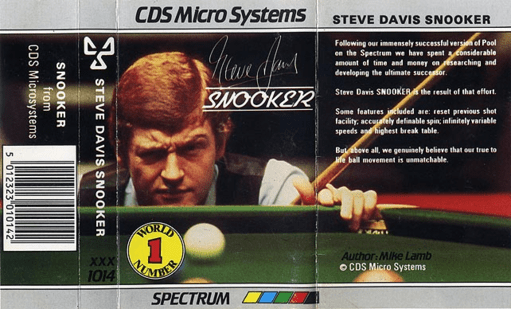 CDS Micro Systems
STEVE DAVIS SNOOKER
Steve Davis
SNOOKER
WORLD
1
NUMBER
SPECTRUM
STEVE DAVIS SNOOKER
XXX
1014
SNOOKER
from
CDS Microsystems
5 012323 010142
Following our immensely successful version of Pool
on the Spectrum we have spent a considerable
amount of time and money on researching and
developing the ultimate successor.
Steve Davis SNOOKER is the result of that effort.
Some features included are: reset previous shot
facility; accurately definable spin; infinitely variable
speeds and highest break table.
But above all, we genuinely believe that our true to
life ball movement is unmatchable.
Author: Mike Lamb
© CDS Micro Systems